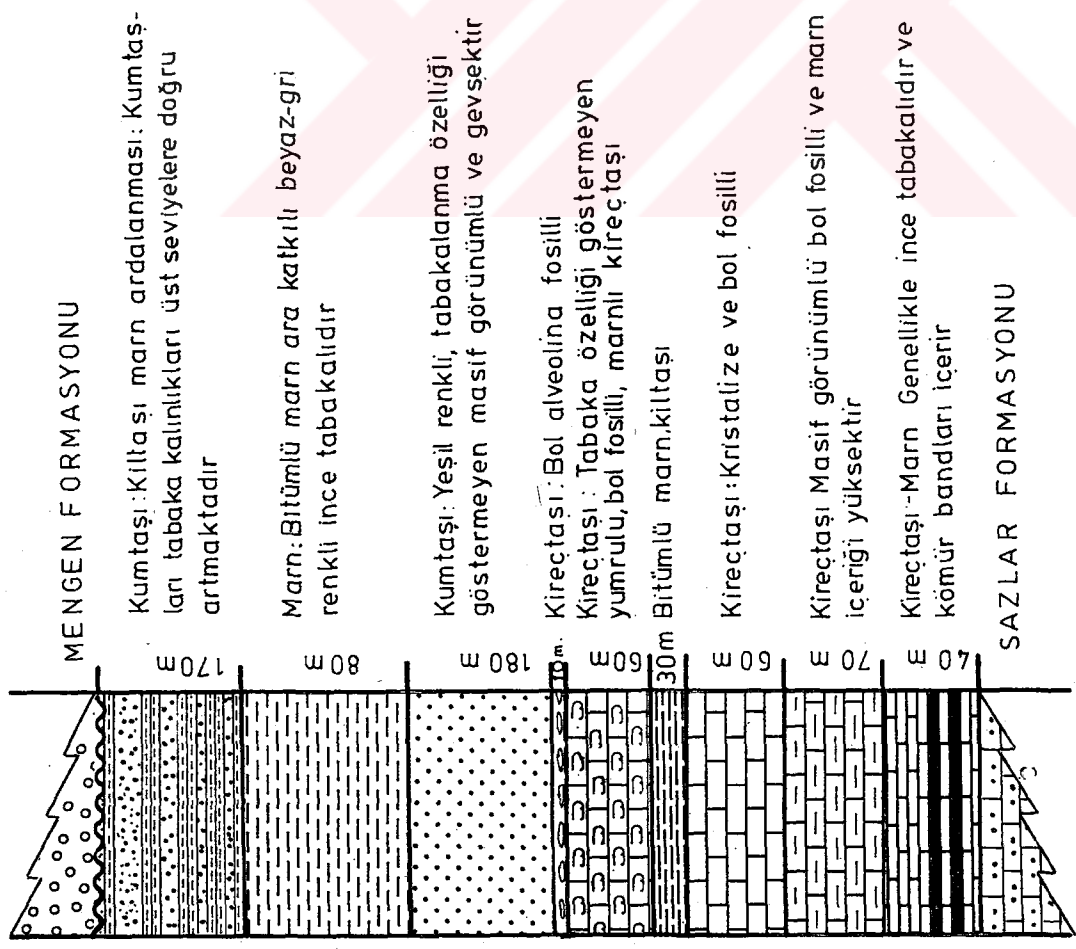 MENGEN FORMASYONU
170m
Kumtaşı: Kiltaşı marn ardalanması: Kumtaş-
ları tabaka kalınlıkları üst seviyelere doğru
artmaktadır
80m
Marn: Bitümlü marn ara katkılı beyaz-gri
renkli ince tabakalıdır
180m
Kumtaşı: Yeşil renkli, tabakalanma özelliği
göstermeyen masif görünümlü ve gevşektir
10m. Kireçtaşı: Bol alveolina fosilli
60m
Kireçtaşı: Tabaka özelliği göstermeyen
yumrulu, bol fosilli, marnlı kireçtaşı
30m Bitümlü marn, kiltaşı
60m
Kireçtaşı: Kristalize ve bol fosilli
70m
Kireçtası Masif görünümlü bol fosilli ve marn
içeriği yüksektir
40m
Kireçtaşı-Marn Genellikle ince tabakalıdır ve
kömür bandları içerir
SAZLAR FORMASYONU